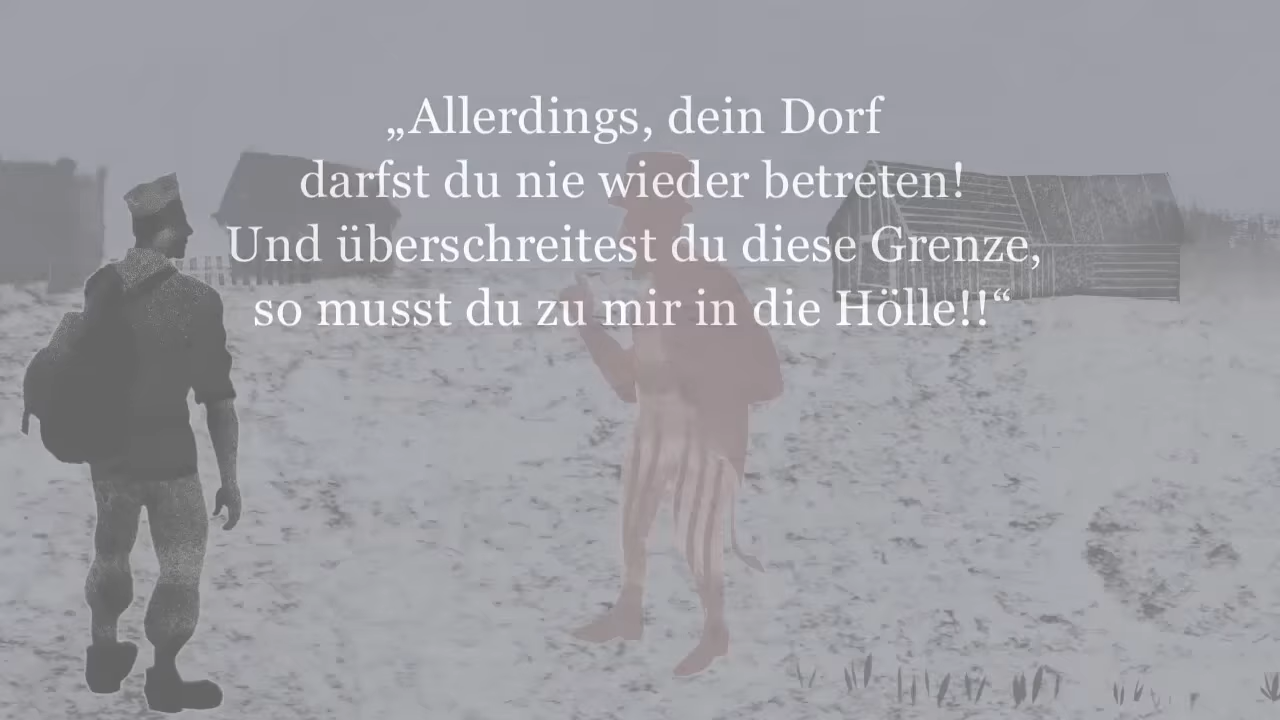 „Allerdings, dein Dorf
darfst du nie wieder betreten!
Und überschreitest du diese Grenze,
so musst du zu mir in die Hölle!!“